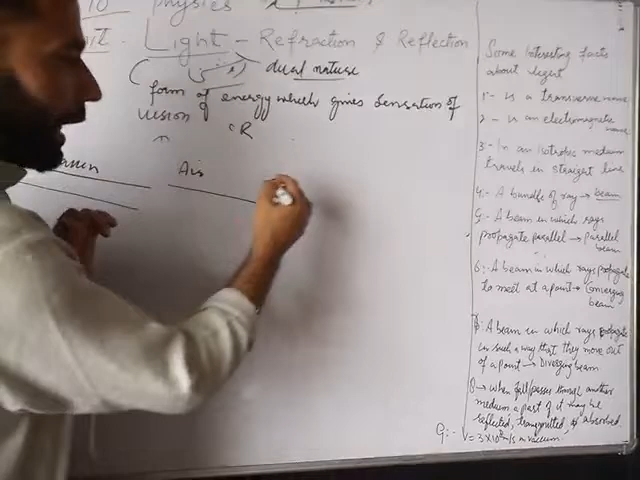 10 Physics
Light - Refraction & Reflection
dual nature
form of energy which gives sensation of
vision
R
Air
Some interesting facts
about
1- is a transverse wave
2 - is an electromagnetic
wave
3- In an medium
travels in straight line
4- A bundle of ray → beam
5- A beam in which rays
propagate parallel → parallel
beam
6:- A beam in which rays propagate
to meet at a point → Converging
beam
A beam in which rays propagate
in such a way that they move out
of a point → Diverging beam
→ when fall/passes through another
medium a part of it may be
reflected, transmitted, or absorbed.
9:- V = 3×10⁸ m/s in vacuum